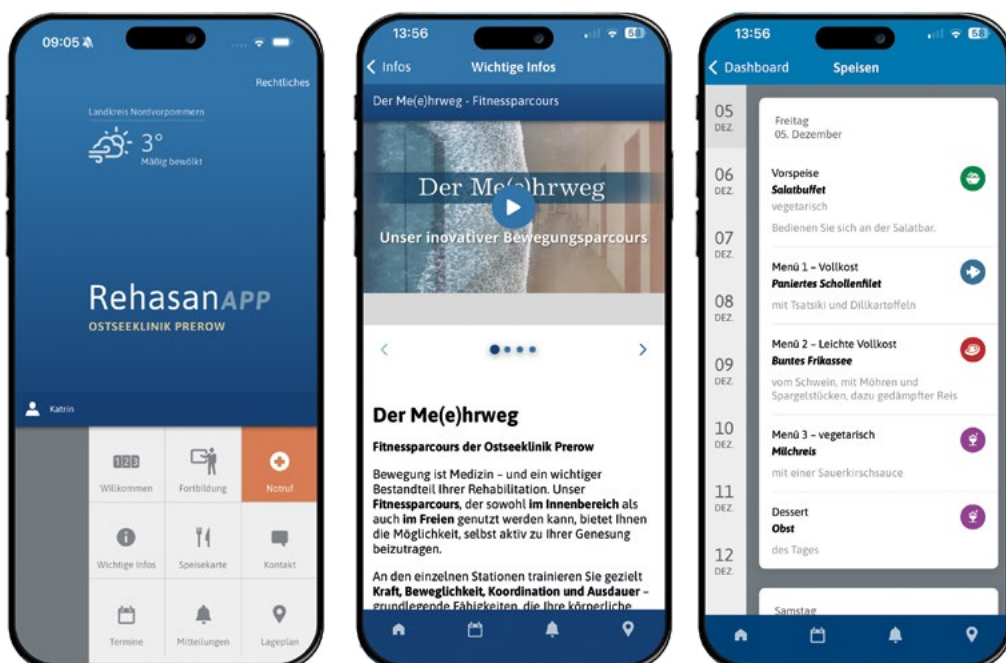 09:05
Rechtliches
Landkreis Nordvorpommern
3°
Mäßig bewölkt
RehasanAPP
OSTSEEKLINIK PREROW
Katrin
123
Willkommen
Fortbildung
Notruf
Wichtige Infos
Speisekarte
Kontakt
Termine
Mitteilungen
Lageplan
13:56
58
Infos
Wichtige Infos
Der Me(e)hrweg - Fitnessparcours
Der Me(e)hrweg
Unser inovativer Bewegungsparcours
Der Me(e)hrweg
Fitnessparcours der Ostseeklinik Prerow
Bewegung ist Medizin – und ein wichtiger
Bestandteil Ihrer Rehabilitation. Unser
Fitnessparcours, der sowohl im Innenbereich als
auch im Freien genutzt werden kann, bietet Ihnen
die Möglichkeit, selbst aktiv zu Ihrer Genesung
beizutragen.
An den einzelnen Stationen trainieren Sie gezielt
Kraft, Beweglichkeit, Koordination und Ausdauer –
grundlegende Fähigkeiten, die Ihre körperliche
13:56
58
Dashboard
Speisen
05
DEZ.
06
DEZ.
07
DEZ.
08
DEZ.
09
DEZ.
10
DEZ.
11
DEZ.
12
DEZ.
Freitag
05. Dezember
Vorspeise
Salatbuffet
vegetarisch
Bedienen Sie sich an der Salatbar.
Menü 1 – Vollkost
Paniertes Schollenfilet
mit Tsatsiki und Dillkartoffeln
Menü 2 – Leichte Vollkost
Buntes Frikassee
vom Schwein, mit Möhren und
Spargelstücken, dazu gedämpfter Reis
Menü 3 – vegetarisch
Milchreis
mit einer Sauerkirschsauce
Dessert
Obst
des Tages
Samstag